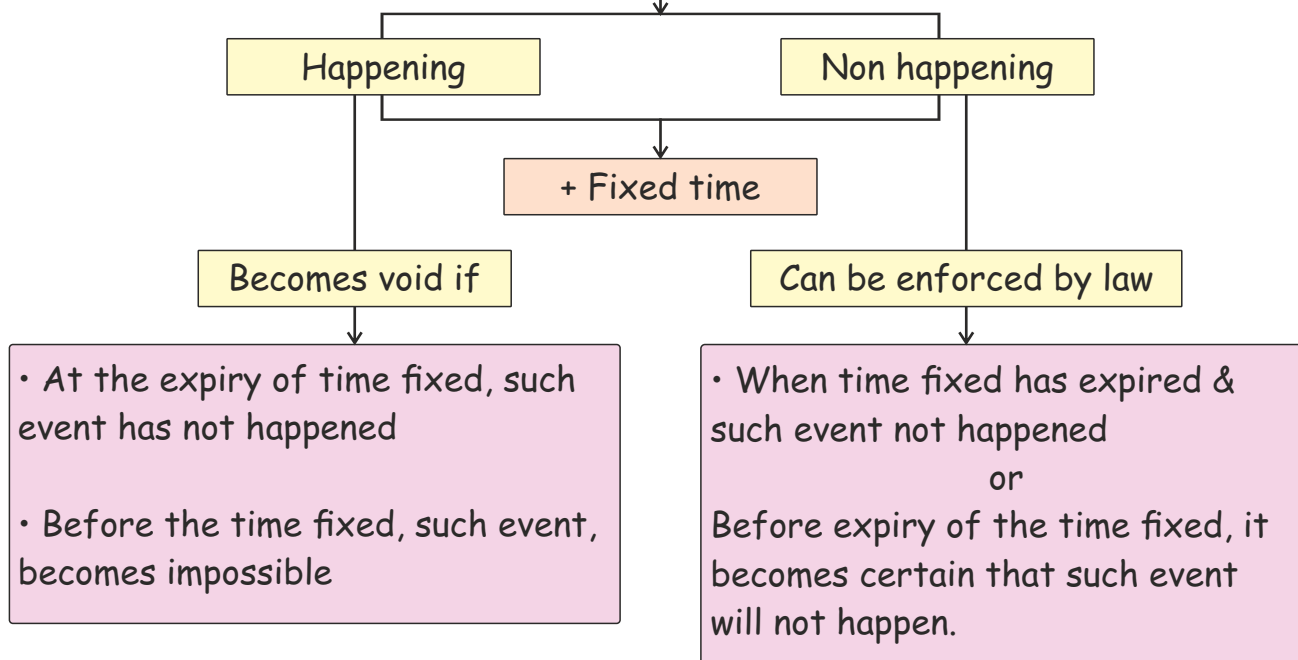 Happening
Non happening
+ Fixed time
Becomes void if
Can be enforced by law
• At the expiry of time fixed, such
event has not happened
• Before the time fixed, such event,
becomes impossible
• When time fixed has expired &
such event not happened
or
Before expiry of the time fixed, it
becomes certain that such event
will not happen.